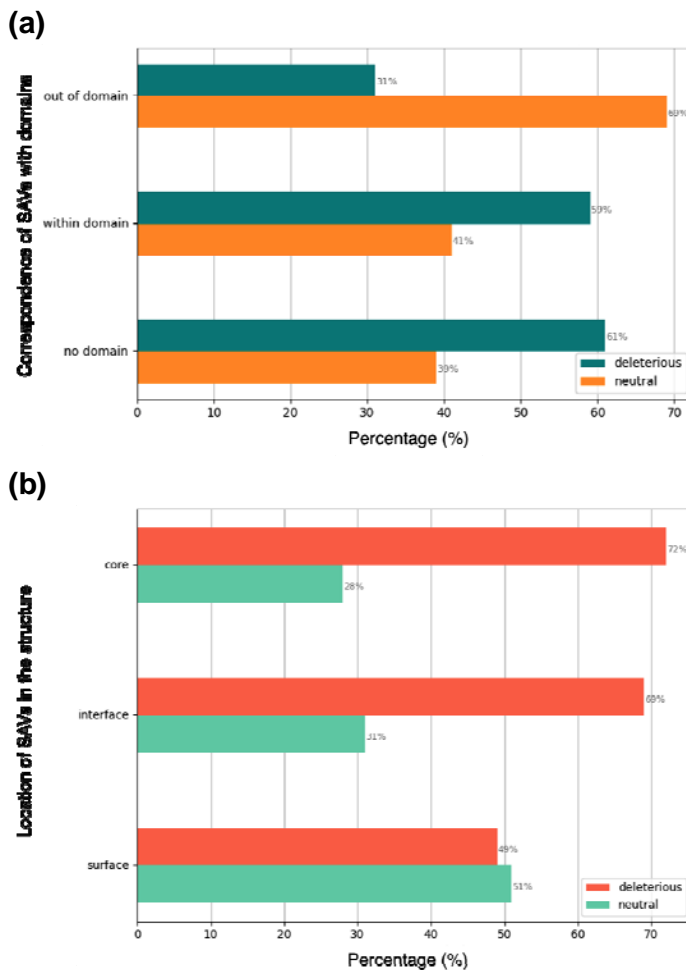 (a)
Correspondence of SAVs with domains
out of domain
31%
69%
within domain
59%
41%
no domain
61%
39%
deleterious
neutral
0 10 20 30 40 50 60 70
Percentage (%)
(b)
Location of SAVs in the structure
core
72%
28%
interface
69%
31%
surface
49%
51%
deleterious
neutral
0 10 20 30 40 50 60 70
Percentage (%)